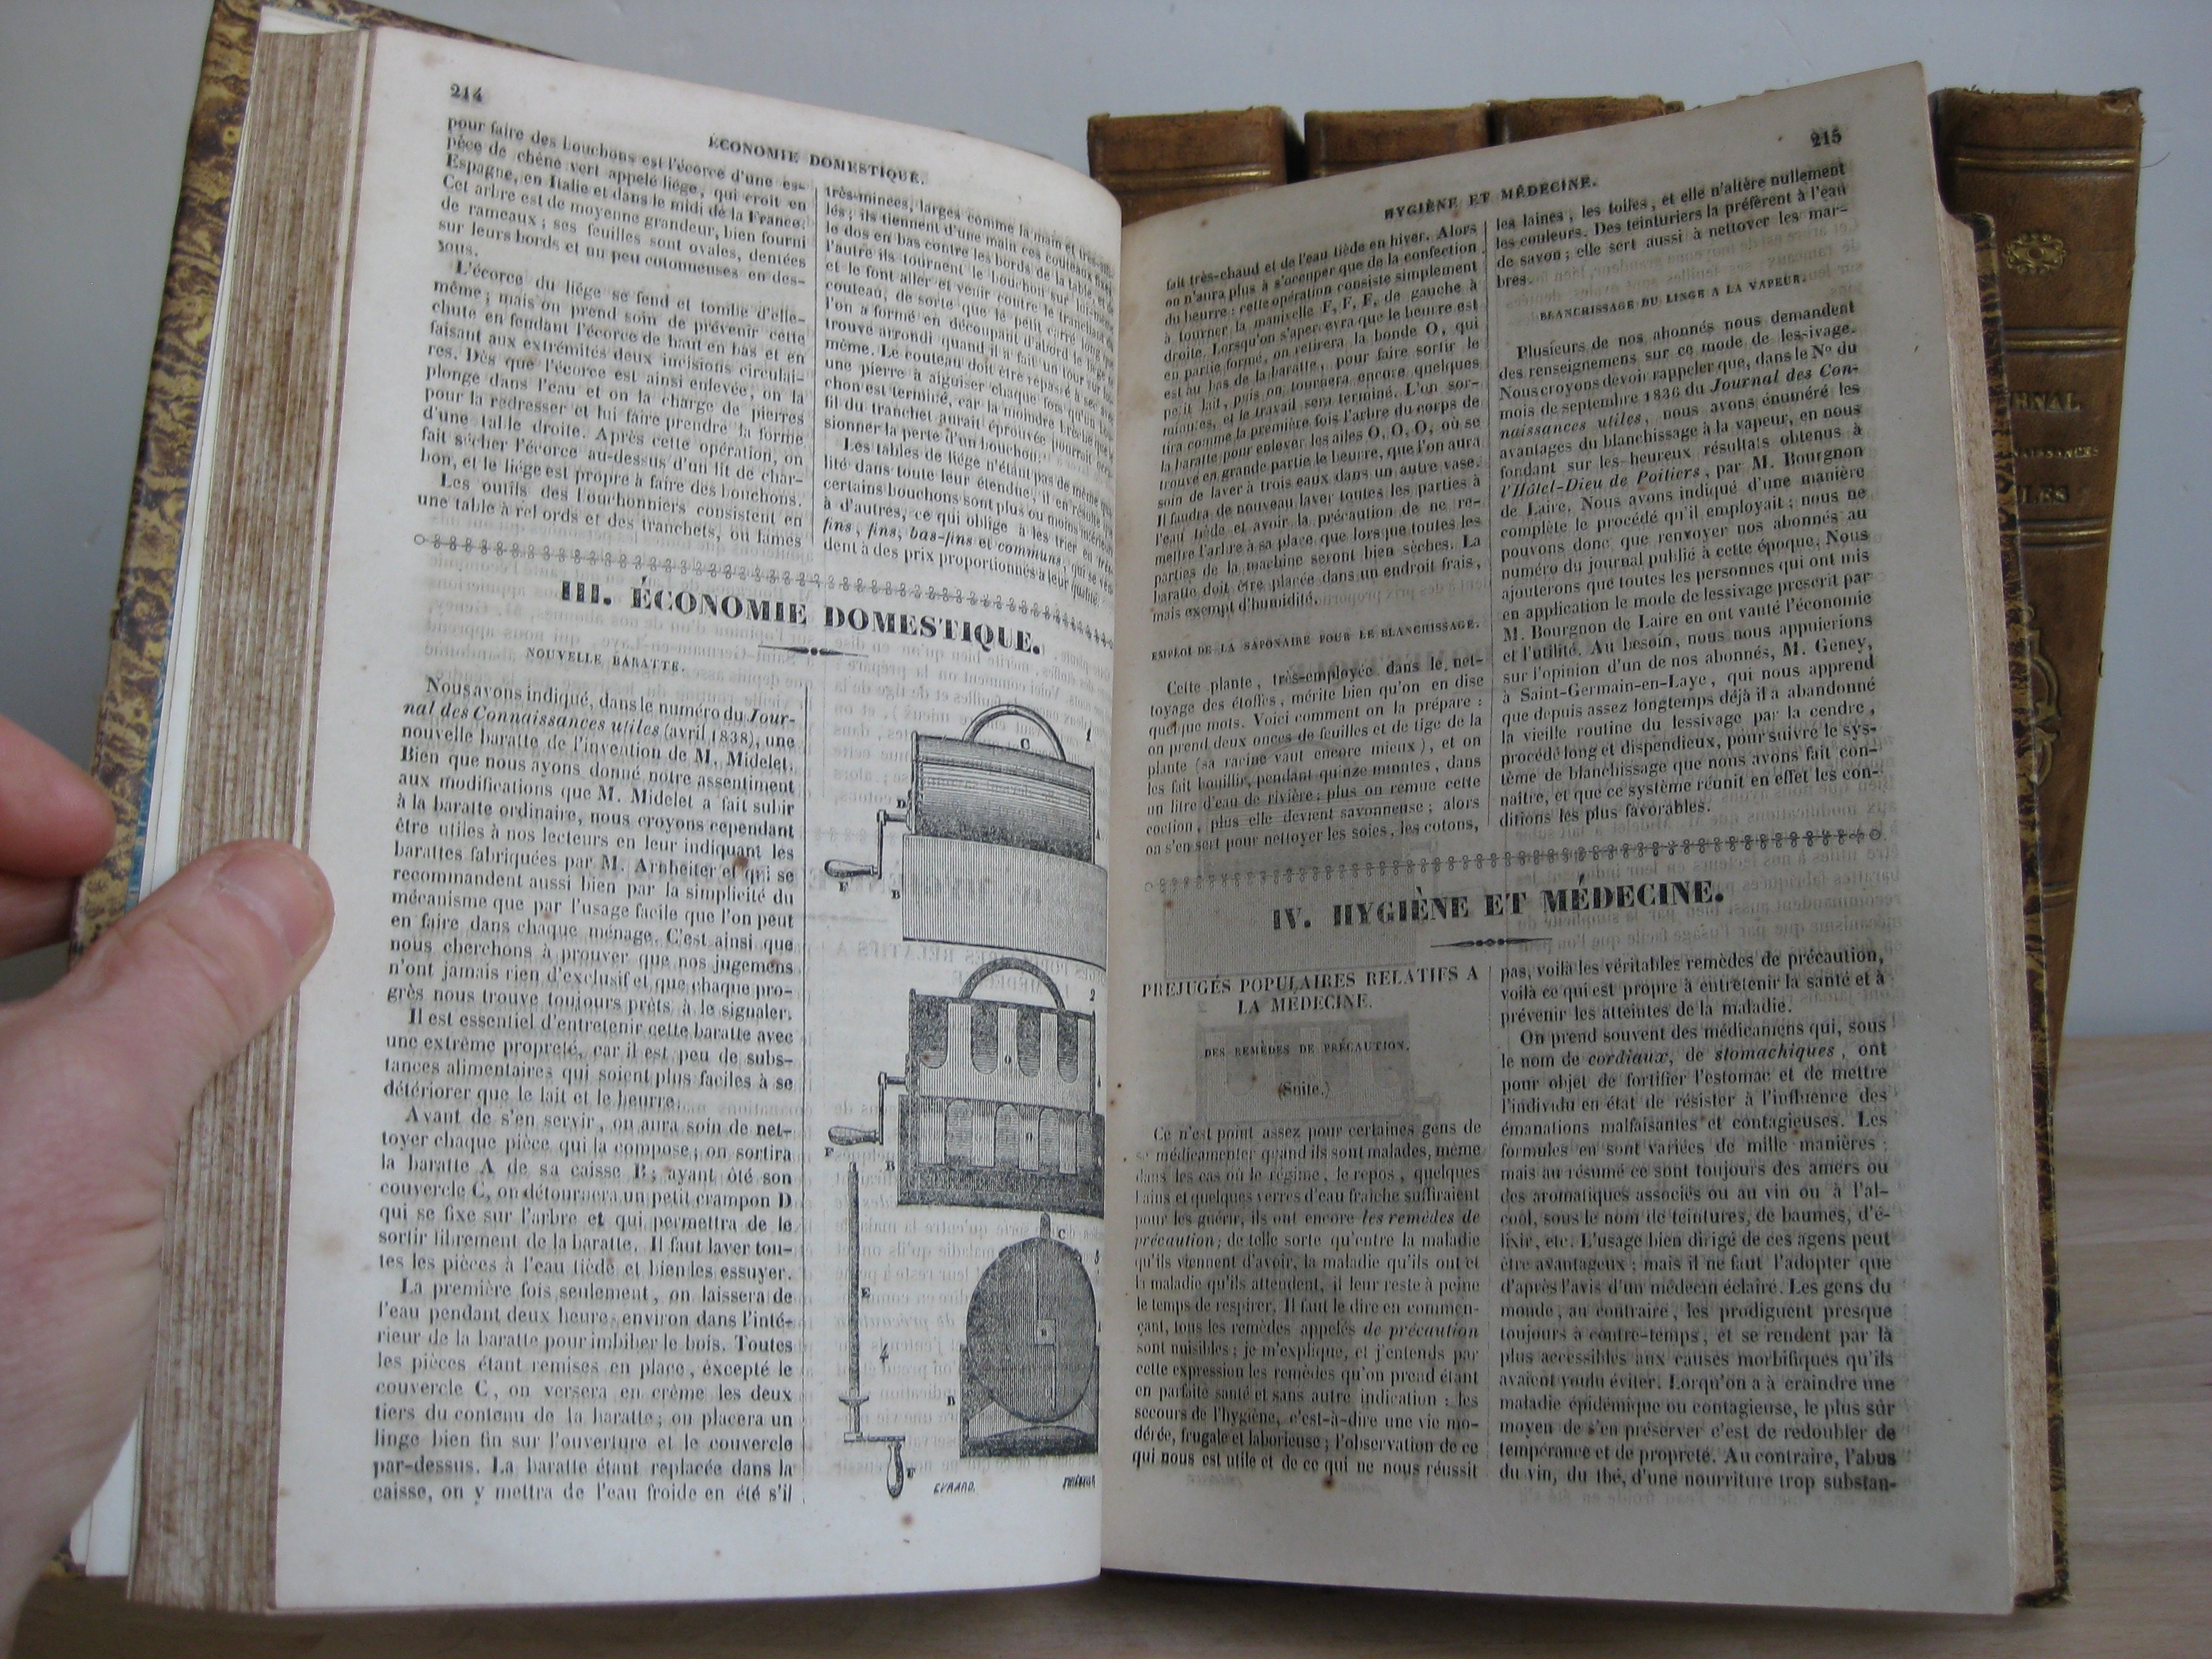 214
ÉCONOMIE DOMESTIQUE.
pour faire des bouchons est l'écorce d'une es-
pèce de chêne vert appelé liége, qui croit en
Espagne, en Italie et dans le midi de la France.
Cet arbre est de moyenne grandeur, bien fourni
de rameaux ; ses feuilles sont ovales, dentées
sur leurs bords et un peu cotonneuses en des-
sous.
L'écorce du liége se fend et tombe d'elle-
même ; mais on prend soin de prévenir cette
chute en fendant l'écorce de haut en bas et en
faisant aux extrémités deux incisions circulai-
res. Dès que l'écorce est ainsi enlevée, on la
plonge dans l'eau et on la charge de pierres
pour la redresser et lui faire prendre la forme
d'une table droite. Après cette opération, on
fait sécher l'écorce au-dessus d'un lit de char-
bon, et le liége est propre à faire des bouchons.
Les outils des bouchonniers consistent en
une table à rebords et des tranchets, ou lames
très-minces, larges comme la main et très-
lés ; ils tiennent d'une main ces couteaux fixés
le dos en bas contre les bords de la table, et de
l'autre ils tournent le bouchon sur lui-même
et le font aller et venir contre le tranchant du
couteau, de sorte que le petit carré long que
l'on a formé en découpant d'abord le liége se
trouve arrondi quand il a fait un tour sur lui-
même. Le couteau doit être repassé à sec avec
une pierre à aiguiser chaque fois qu'un bou-
chon est terminé, car la moindre brèche que le
fil du tranchet aurait éprouvée pourrait occa-
sionner la perte d'un bouchon.
Les tables de liége n'étant pas de même qua-
lité dans toute leur étendue, il en résulte que
certains bouchons sont plus ou moins inférieurs
à d'autres, ce qui oblige à les trier en très-
fins, fins, bas-fins et communs, qui se ven-
dent à des prix proportionnés à leur qualité.
III. ÉCONOMIE DOMESTIQUE.
NOUVELLE BARATTE.
Nous avons indiqué, dans le numéro du Jour-
nal des Connaissances utiles (avril 1838), une
nouvelle baratte de l'invention de M. Midelet.
Bien que nous ayons donné notre assentiment
aux modifications que M. Midelet a fait subir
à la baratte ordinaire, nous croyons cependant
être utiles à nos lecteurs en leur indiquant les
barattes fabriquées par M. Arnheiter et qui se
recommandent aussi bien par la simplicité du
mécanisme que par l'usage facile que l'on peut
en faire dans chaque ménage. C'est ainsi que
nous cherchons à prouver que nos jugemens
n'ont jamais rien d'exclusif et que chaque pro-
grès nous trouve toujours prêts à le signaler.
Il est essentiel d'entretenir cette baratte avec
une extrême propreté, car il est peu de subs-
tances alimentaires qui soient plus faciles à se
détériorer que le lait et le beurre.
Avant de s'en servir, on aura soin de net-
toyer chaque pièce qui la compose ; on sortira
la baratte A de sa caisse B ; ayant ôté son
couvercle C, on détournera un petit crampon D
qui se fixe sur l'arbre et qui permettra de le
sortir librement de la baratte. Il faut laver tou-
tes les pièces à l'eau tiède et bien les essuyer.
La première fois seulement, on laissera de
l'eau pendant deux heures environ dans l'inté-
rieur de la baratte pour imbiber le bois. Toutes
les pièces étant remises en place, excepté le
couvercle C, on versera en crème les deux
tiers du contenu de la baratte ; on placera un
linge bien fin sur l'ouverture et le couvercle
par-dessus. La baratte étant replacée dans la
caisse, on y mettra de l'eau froide en été s'il
C
1
D
A
F
B
2
O
O
F
B
C
3
E
4
B
F
EVRARD.
215
HYGIÈNE ET MÉDECINE.
fait très-chaud et de l'eau tiède en hiver. Alors
on n'aura plus à s'occuper que de la confection
du beurre : cette opération consiste simplement
à tourner la manivelle F, F, F, de gauche à
droite. Lorsqu'on s'apercevra que le beurre est
en partie formé, on retirera la bonde O, qui
est au bas de la baratte, pour faire sortir le
petit lait, puis on tournera encore quelques
minutes, et le travail sera terminé. L'on sor-
tira comme la première fois l'arbre du corps de
la baratte pour enlever les ailes O, O, O, où se
trouve en grande partie le beurre, que l'on aura
soin de laver à trois eaux dans un autre vase.
Il faudra de nouveau laver toutes les parties à
l'eau tiède et avoir la précaution de ne re-
mettre l'arbre à sa place que lorsque toutes les
parties de la machine seront bien sèches. La
baratte doit être placée dans un endroit frais,
mais exempt d'humidité.
EMPLOI DE LA SAPONAIRE POUR LE BLANCHISSAGE.
Cette plante, très-employée dans le net-
toyage des étoffes, mérite bien qu'on en dise
quelque mots. Voici comment on la prépare :
on prend deux onces de feuilles et de tige de la
plante (sa racine vaut encore mieux), et on
les fait bouillir, pendant quinze minutes, dans
un litre d'eau de rivière ; plus on remue cette
coction, plus elle devient savonneuse ; alors
on s'en sert pour nettoyer les soies, les cotons,
les laines, les toiles, et elle n'altère nullement
les couleurs. Des teinturiers la préfèrent à l'eau
de savon ; elle sert aussi à nettoyer les mar-
bres.
BLANCHISSAGE DU LINGE A LA VAPEUR.
Plusieurs de nos abonnés nous demandent
des renseignemens sur ce mode de lessivage.
Nous croyons devoir rappeler que, dans le No du
mois de septembre 1836 du Journal des Con-
naissances utiles, nous avons énuméré les
avantages du blanchissage à la vapeur, en nous
fondant sur les heureux résultats obtenus à
l'Hôtel-Dieu de Poitiers, par M. Bourgnon
de Laire. Nous avons indiqué d'une manière
complète le procédé qu'il employait ; nous ne
pouvons donc que renvoyer nos abonnés au
numéro du journal publié à cette époque. Nous
ajouterons que toutes les personnes qui ont mis
en application le mode de lessivage prescrit par
M. Bourgnon de Laire en ont vanté l'économie
et l'utilité. Au besoin, nous nous appuierions
sur l'opinion d'un de nos abonnés, M. Geney,
à Saint-Germain-en-Laye, qui nous apprend
que depuis assez longtemps déjà il a abandonné
la vieille routine du lessivage par la cendre,
procédé long et dispendieux, pour suivre le sys-
tème de blanchissage que nous avons fait con-
naître, et que ce système réunit en effet les con-
ditions les plus favorables.
IV. HYGIÈNE ET MÉDECINE.
PREJUGÉS POPULAIRES RELATIFS A
LA MÉDECINE.
DES REMÈDES DE PRÉCAUTION.
(Suite.)
Ce n'est point assez pour certaines gens de
se médicamenter quand ils sont malades, même
dans les cas où le régime, le repos, quelques
bains et quelques verres d'eau fraîche suffiraient
pour les guérir, ils ont encore les remèdes de
précaution ; de telle sorte qu'entre la maladie
qu'ils viennent d'avoir, la maladie qu'ils ont et
la maladie qu'ils attendent, il leur reste à peine
le temps de respirer. Il faut le dire en commen-
çant, tous les remèdes appelés de précaution
sont nuisibles ; je m'explique, et j'entends par
cette expression les remèdes qu'on prend étant
en parfaite santé et sans autre indication : les
secours de l'hygiène, c'est-à-dire une vie mo-
dérée, frugale et laborieuse ; l'observation de ce
qui nous est utile et de ce qui ne nous réussit
pas, voilà les véritables remèdes de précaution,
voilà ce qui est propre à entretenir la santé et à
prévenir les atteintes de la maladie.
On prend souvent des médicamens qui, sous
le nom de cordiaux, de stomachiques, ont
pour objet de fortifier l'estomac et de mettre
l'individu en état de résister à l'influence des
émanations malfaisantes et contagieuses. Les
formules en sont variées de mille manières ;
mais au résumé ce sont toujours des amers ou
des aromatiques associés ou au vin ou à l'al-
cool, sous le nom de teintures, de baumes, d'é-
lixir, etc. L'usage bien dirigé de ces agens peut
être avantageux ; mais il ne faut l'adopter que
d'après l'avis d'un médecin éclairé. Les gens du
monde, au contraire, les prodiguent presque
toujours à contre-temps, et se rendent par là
plus accessibles aux causes morbifiques qu'ils
avaient voulu éviter. Lorqu'on a à craindre une
maladie épidémique ou contagieuse, le plus sûr
moyen de s'en préserver c'est de redoubler de
tempérance et de propreté. Au contraire, l'abus
du vin, du thé, d'une nourriture trop substan-